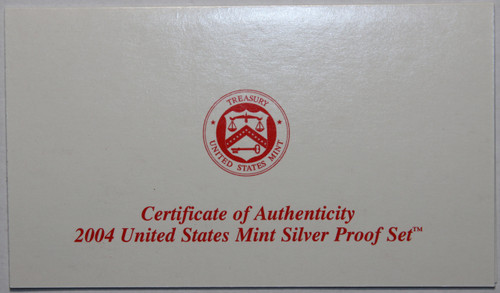 TREASURY
UNITED STATES MINT
Certificate of Authenticity
2004 United States Mint Silver Proof Set™